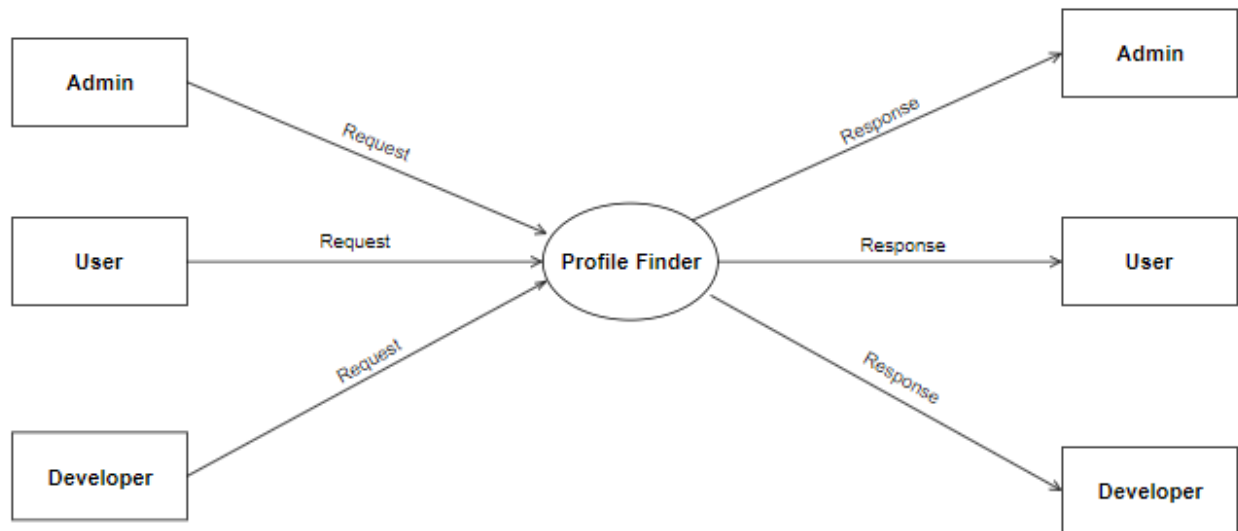 Admin
Admin
Request
Response
User
Request
Profile Finder
Response
User
Request
Response
Developer
Developer